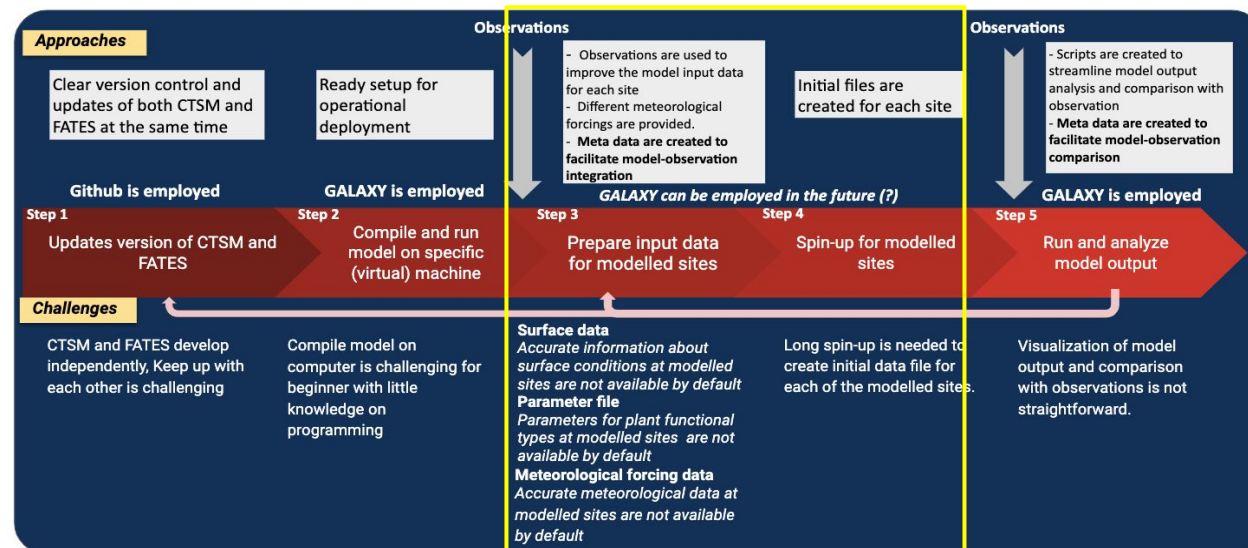 Observations
Observations
Approaches
Clear version control and
updates of both CTSM and
FATES at the same time
Ready setup for
operational
deployment
- Observations are used to
improve the model input data
for each site
- Different meteorological
forcings are provided.
- Meta data are created to
facilitate model-observation
integration
Initial files are
created for each site
- Scripts are created to
streamline model output
analysis and comparison with
observation
- Meta data are created to
facilitate model-observation
comparison
Github is employed
GALAXY is employed
GALAXY can be employed in the future (?)
GALAXY is employed
Step 1
Updates version of CTSM and
FATES
Step 2
Compile and run
model on specific
(virtual) machine
Step 3
Prepare input data
for modelled sites
Step 4
Spin-up for modelled
sites
Step 5
Run and analyze
model output
Challenges
CTSM and FATES develop
independently, Keep up with
each other is challenging
Compile model on
computer is challenging for
beginner with little
knowledge on
programming
Surface data
Accurate information about
surface conditions at modelled
sites are not available by default
Parameter file
Parameters for plant functional
types at modelled sites are not
available by default
Meteorological forcing data
Accurate meteorological data at
modelled sites are not available
by default
Long spin-up is needed to
create initial data file for
each of the modelled sites.
Visualization of model
output and comparison
with observations is not
straightforward.